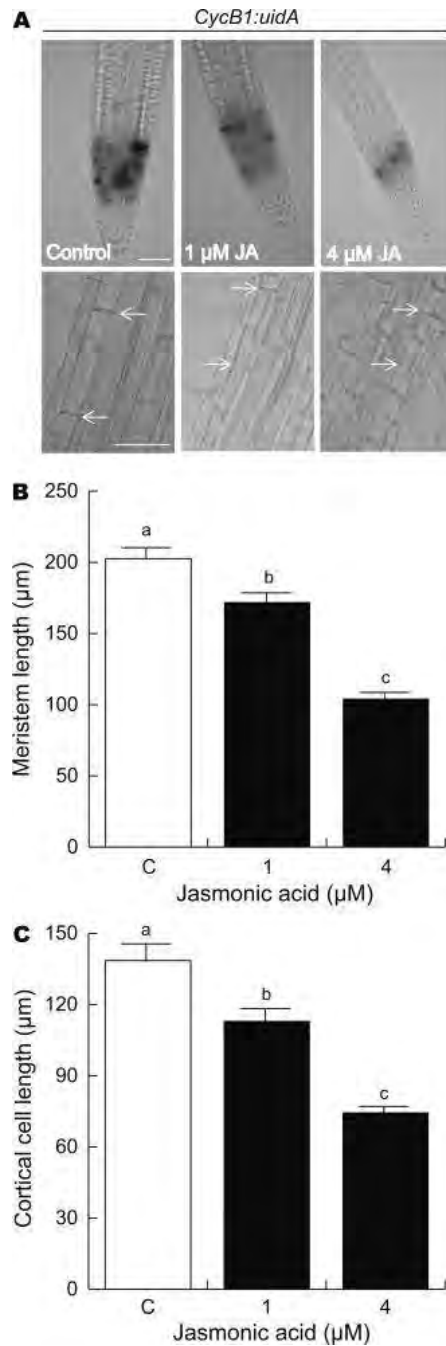 A
CycB1:uidA
Control
1 µM JA
4 µM JA
B
Meristem length (µm)
250
200
150
100
50
0
a
b
c
C 1 4
Jasmonic acid (µM)
C
Cortical cell length (µm)
150
120
90
60
30
0
a
b
c
C 1 4
Jasmonic acid (µM)